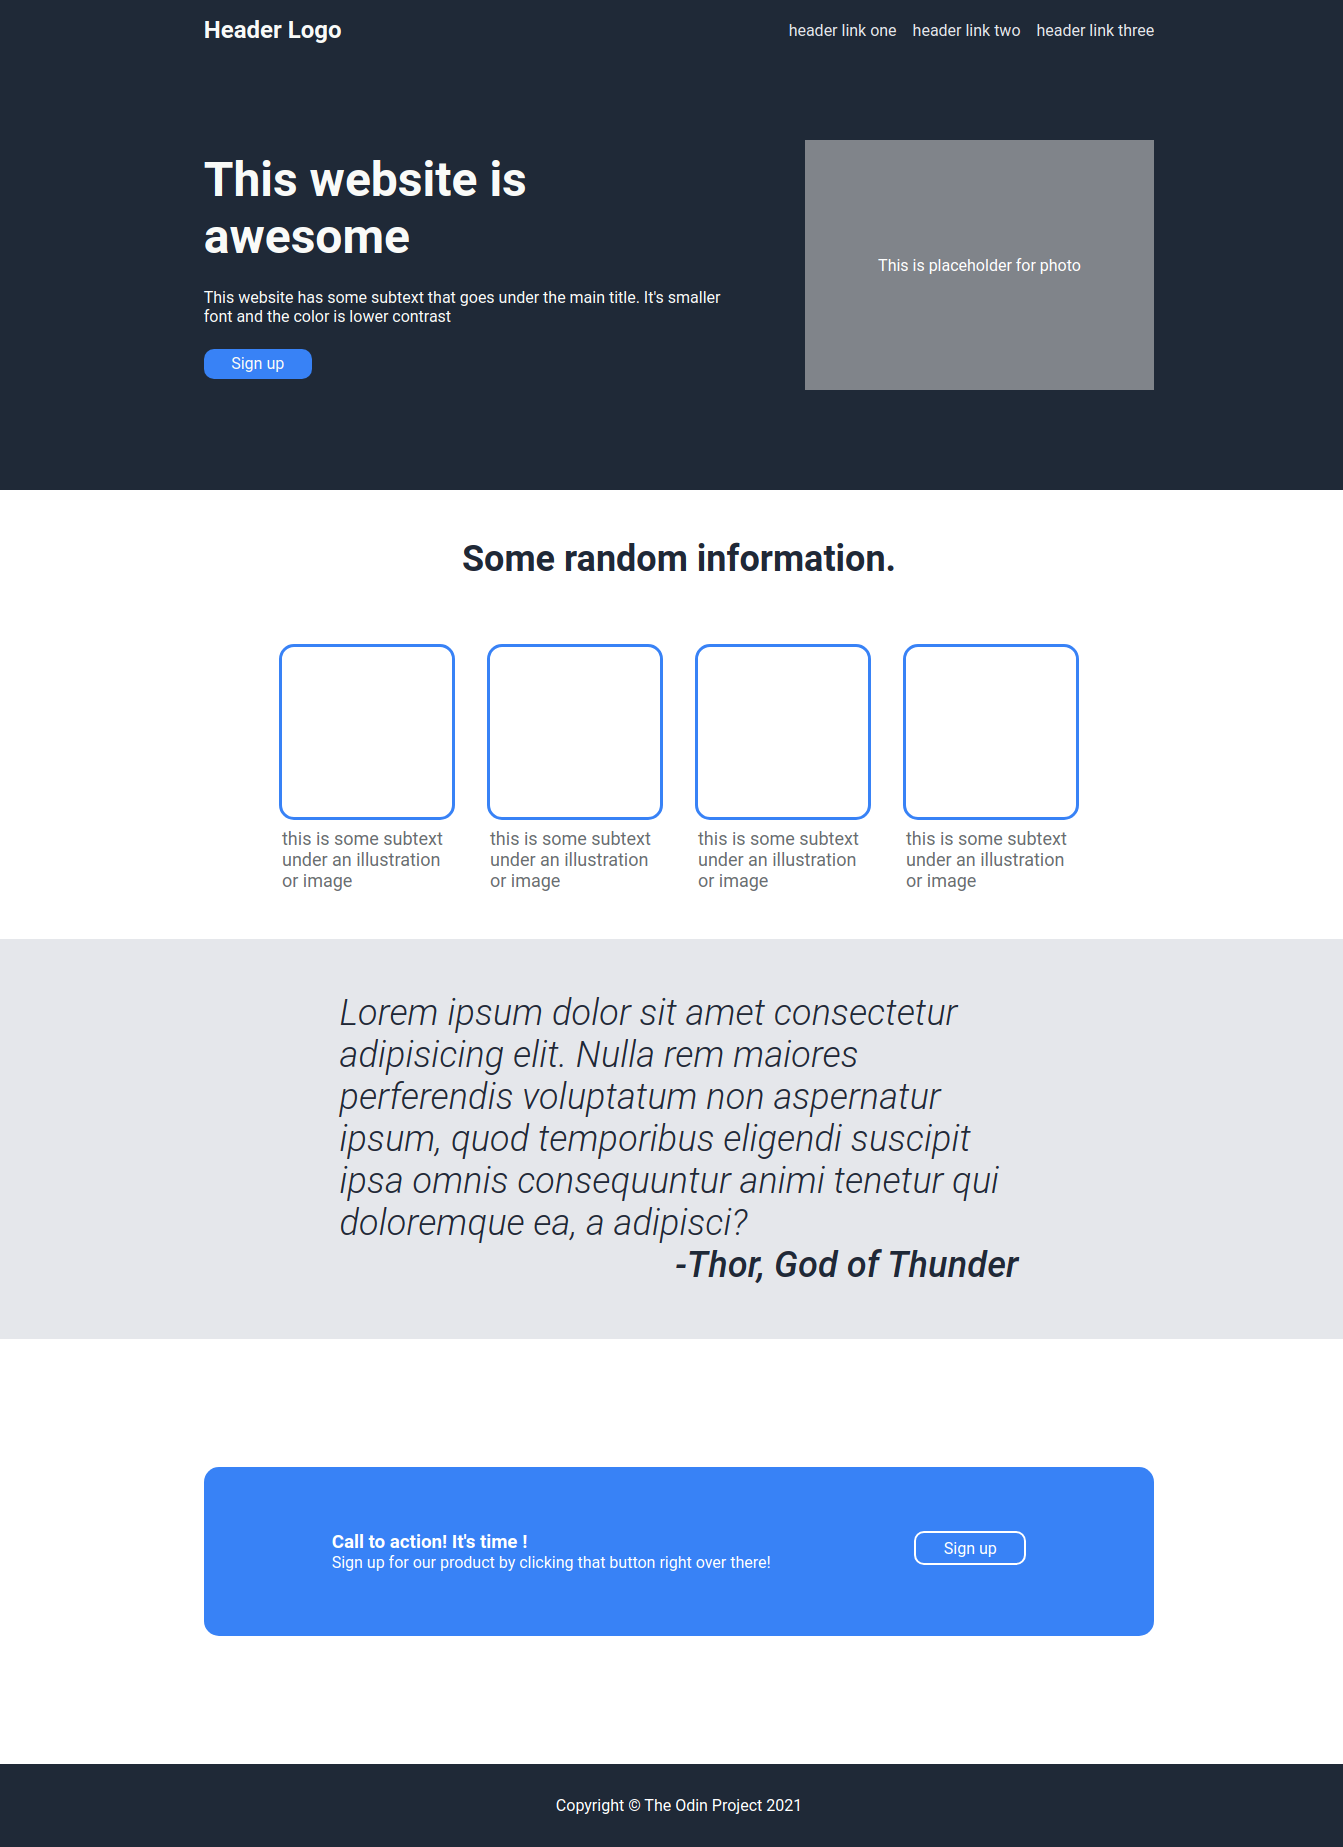 Header Logo
header link one header link two header link three
This website is
awesome
This website has some subtext that goes under the main title. It's smaller
font and the color is lower contrast
Sign up
This is placeholder for photo
Some random information.
this is some subtext
under an illustration
or image
this is some subtext
under an illustration
or image
this is some subtext
under an illustration
or image
this is some subtext
under an illustration
or image
Lorem ipsum dolor sit amet consectetur
adipisicing elit. Nulla rem maiores
perferendis voluptatum non aspernatur
ipsum, quod temporibus eligendi suscipit
ipsa omnis consequuntur animi tenetur qui
doloremque ea, a adipisci?
-Thor, God of Thunder
Call to action! It's time !
Sign up for our product by clicking that button right over there!
Sign up
Copyright © The Odin Project 2021